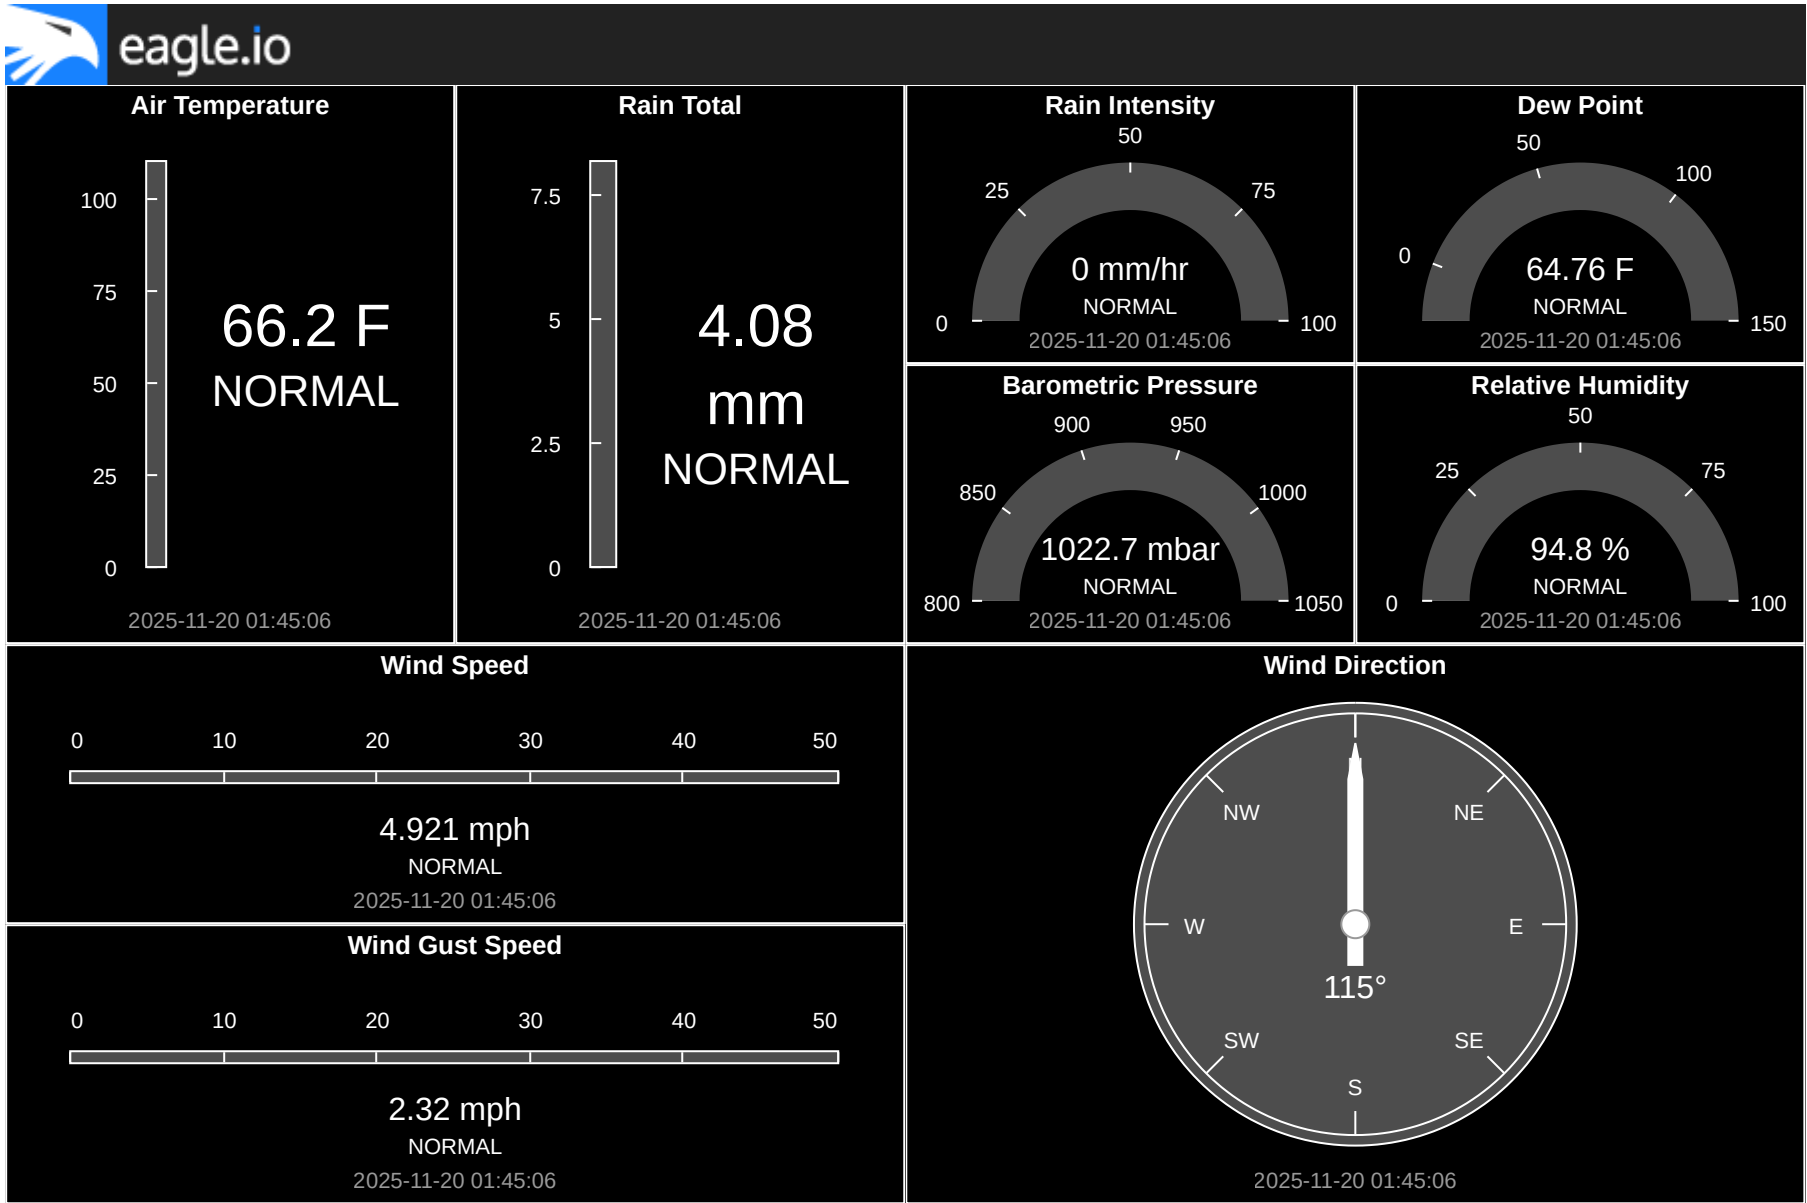 eagle.io
Air Temperature
100
75
50
25
0
66.2 F
NORMAL
2025-11-20 01:45:06
Rain Total
7.5
5
2.5
0
4.08
mm
NORMAL
2025-11-20 01:45:06
Rain Intensity
0
25
50
75
100
0 mm/hr
NORMAL
2025-11-20 01:45:06
Dew Point
0
50
100
150
64.76 F
NORMAL
2025-11-20 01:45:06
Barometric Pressure
800
850
900
950
1000
1050
1022.7 mbar
NORMAL
2025-11-20 01:45:06
Relative Humidity
0
25
50
75
100
94.8 %
NORMAL
2025-11-20 01:45:06
Wind Speed
0 10 20 30 40 50
4.921 mph
NORMAL
2025-11-20 01:45:06
Wind Gust Speed
0 10 20 30 40 50
2.32 mph
NORMAL
2025-11-20 01:45:06
Wind Direction
NW NE
W E
115°
SW SE
S
2025-11-20 01:45:06